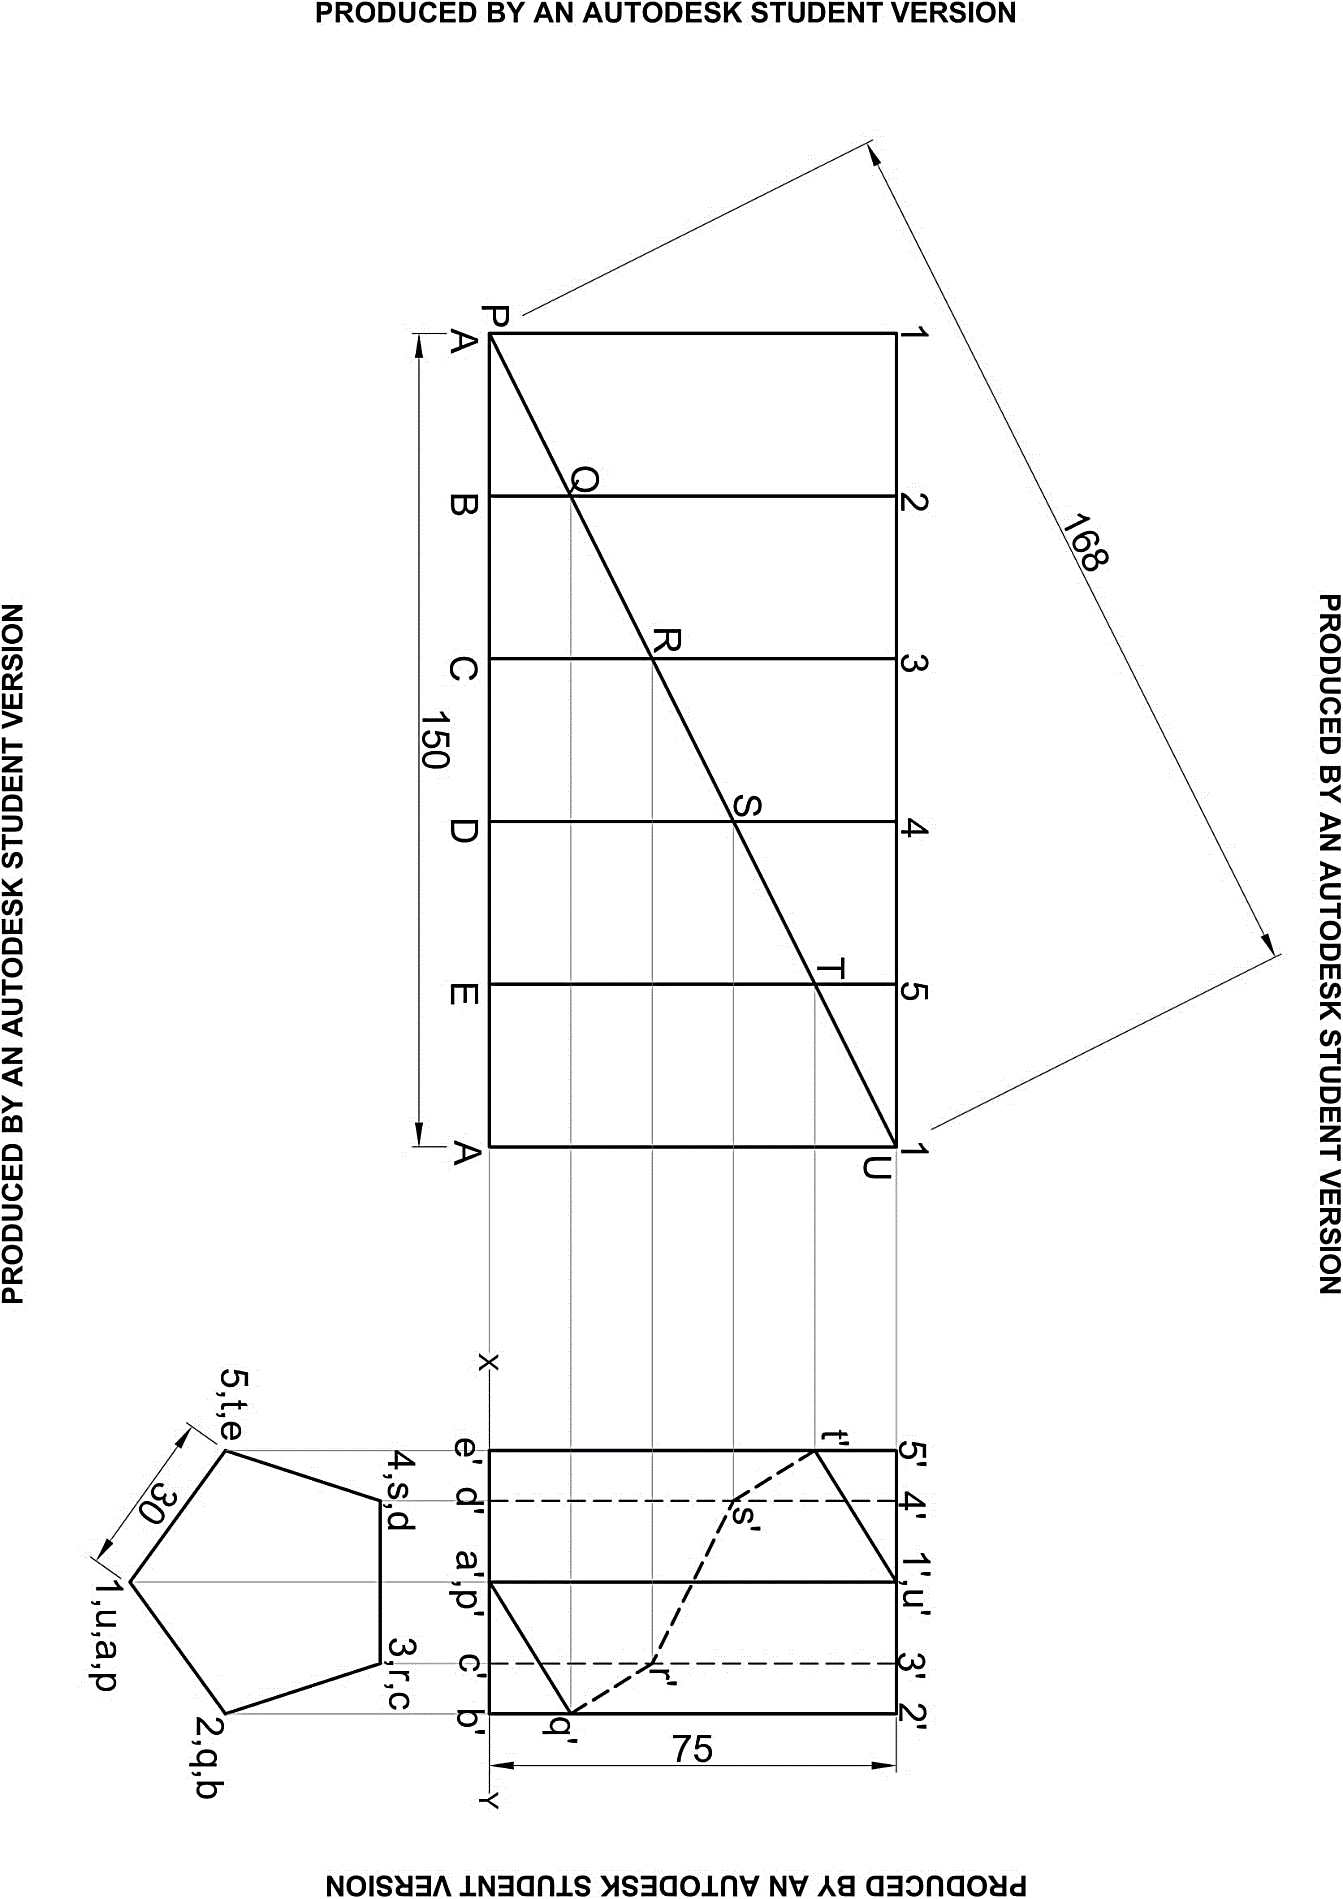 PRODUCED BY AN AUTODESK STUDENT VERSION
PRODUCED BY AN AUTODESK STUDENT VERSION
PRODUCED BY AN AUTODESK STUDENT VERSION
168
P
A
1
Q
B
2
R
C
3
150
S
D
4
T
E
5
A
U
1
X
5,t,e
e'
t'
5'
4,s,d
d'
s'
4'
30
1,u,a,p
a',p'
1',u'
3,r,c
c'
r'
3'
2,q,b
b'
q'
2'
75
Y
PRODUCED BY AN AUTODESK STUDENT VERSION